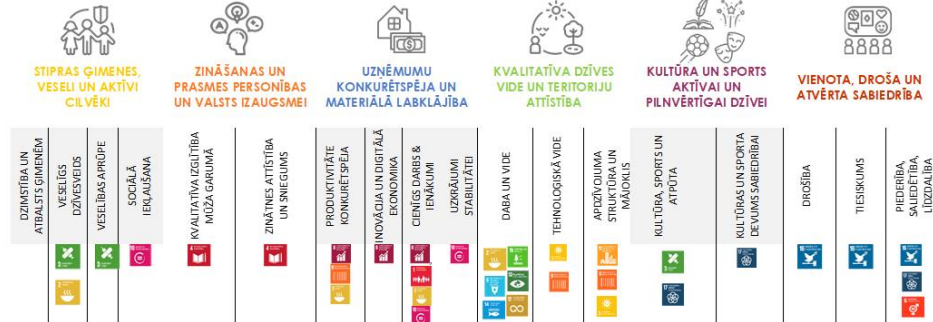 STIPRAS ĢIMENES,
VESELI UN AKTĪVI
CILVĒKI
ZINĀŠANAS UN
PRASMES PERSONĪBAS
UN VALSTS IZAUGSMEI
UZŅĒMUMU
KONKURĒTSPĒJA UN
MATERIĀLĀ LABKLĀJĪBA
KVALITATĪVA DZĪVES
VIDE UN TERITORIJU
ATTĪSTĪBA
KULTŪRA UN SPORTS
AKTĪVAI UN
PILNVĒRTĪGAI DZĪVEI
VIENOTA, DROŠA UN
ATVĒRTA SABIEDRĪBA
DZIMSTĪBA UN
ATBALSTS ĢIMENĒM
VESELĪGS
DZĪVESVEIDS
VESELĪBAS APRŪPE
SOCIĀLĀ
IEKĻAUŠANA
KVALITATĪVA IZGLĪTĪBA
MŪŽA GARUMĀ
ZINĀTNES ATTĪSTĪBA
UN SNIEGUMS
PRODUKTIVITĀTE
KONKURĒTSPĒJA
INOVĀCIJA UN DIGITĀLĀ
EKONOMIKA
CIENĪGS DARBS &
IENĀKUMI
UZKRĀJUMI
STABILITĀTEI
DABA UN VIDE
TEHNOLOĢISKĀ VIDE
APDZĪVOJUMA
STRUKTŪRA UN
MĀJOKLIS
KULTŪRA, SPORTS UN
ATPŪTA
KULTŪRAS UN SPORTA
DEVUMS SABIEDRĪBAI
DROŠĪBA
TIESISKUMS
PIEDERĪBA,
SALIEDĒTĪBA,
LĪDZDALĪBA